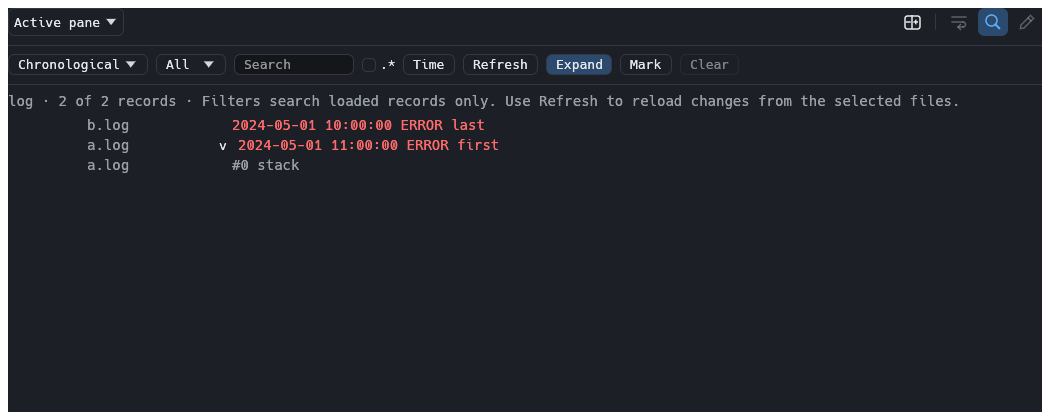 Active pane
Chronological All Search .* Time Refresh Expand Mark Clear
log · 2 of 2 records · Filters search loaded records only. Use Refresh to reload changes from the selected files.
b.log 2024-05-01 10:00:00 ERROR last
a.log v 2024-05-01 11:00:00 ERROR first
a.log #0 stack